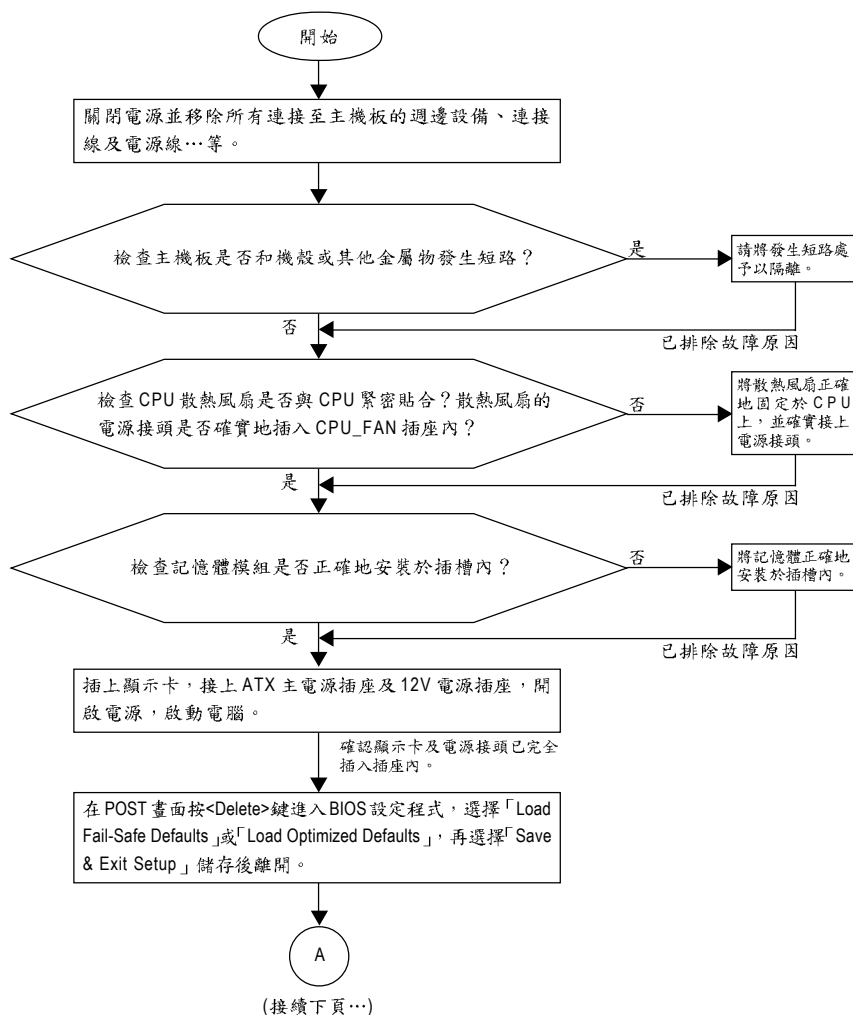 開始
關閉電源並移除所有連接至主機板的週邊設備、連接
線及電源線…等。
檢查主機板是否和機殼或其他金屬物發生短路？
是
請將發生短路處
予以隔離。
否
已排除故障原因
檢查 CPU 散熱風扇是否與 CPU 緊密貼合？散熱風扇的
電源接頭是否確實地插入 CPU_FAN 插座內？
否
將散熱風扇正確
地固定於 CPU
上，並確實接上
電源接頭。
是
已排除故障原因
檢查記憶體模組是否正確地安裝於插槽內？
否
將記憶體正確地
安裝於插槽內。
是
已排除故障原因
插上顯示卡，接上 ATX 主電源插座及 12V 電源插座，開
啟電源，啟動電腦。
確認顯示卡及電源接頭已完全
插入插座內。
在 POST 畫面按<Delete>鍵進入 BIOS 設定程式，選擇「Load
Fail-Safe Defaults」或「Load Optimized Defaults」，再選擇「Save
& Exit Setup」儲存後離開。
A
(接續下頁…)